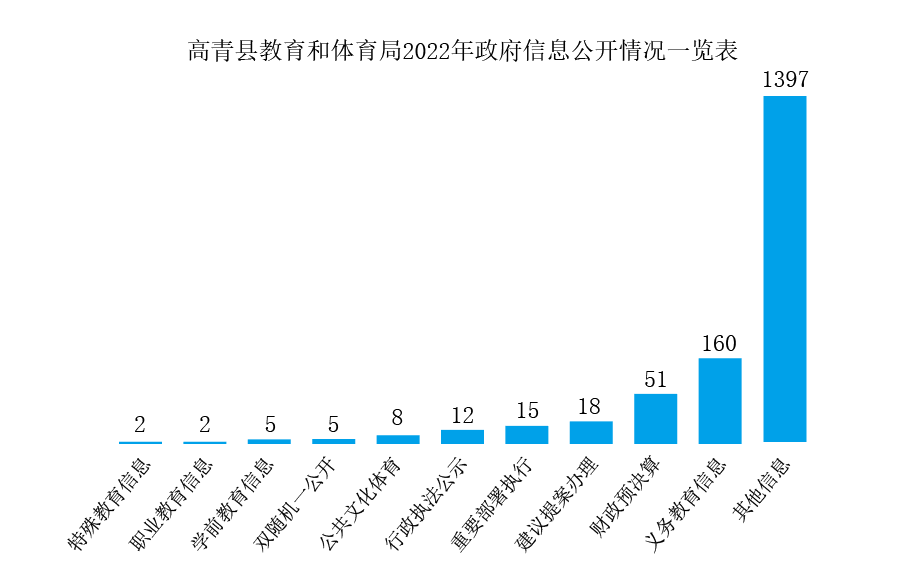 高青县教育和体育局2022年政府信息公开情况一览表
1397
160
51
18
15
12
8
5
5
2
2
特殊教育信息
职业教育信息
学前教育信息
双随机一公开
公共文化体育
行政执法公示
重要部署执行
建议提案办理
财政预决算
义务教育信息
其他信息